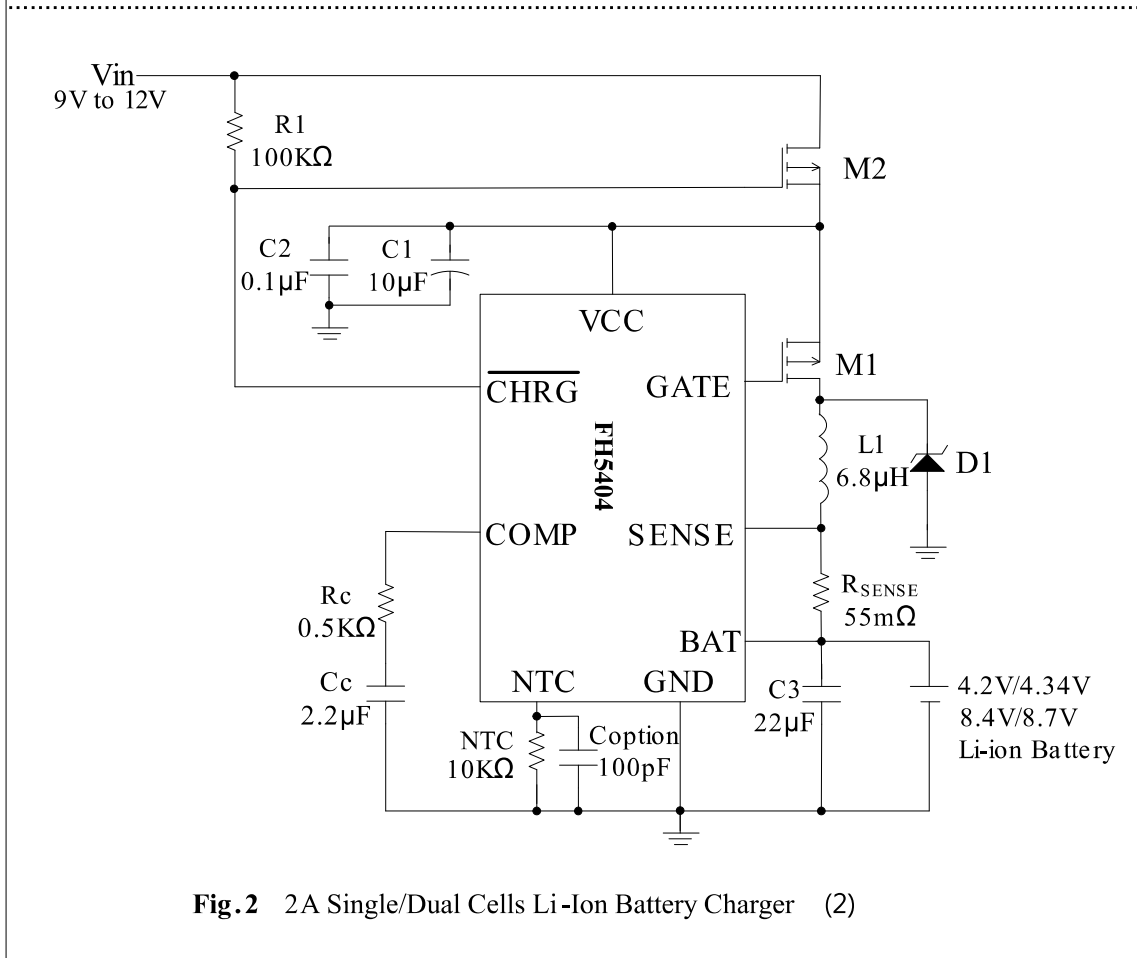 Vin
9V to 12V
R1
100KΩ
M2
C2
0.1μF
C1
10μF
VCC
CHRG
GATE
M1
FH5404
L1
6.8μH
D1
COMP
SENSE
Rc
0.5KΩ
RSENSE
55mΩ
BAT
Cc
2.2μF
NTC
GND
C3
22μF
4.2V/4.34V
8.4V/8.7V
Li-ion Battery
NTC
10KΩ
Coption
100pF
Fig.2 2A Single/Dual Cells Li-Ion Battery Charger (2)